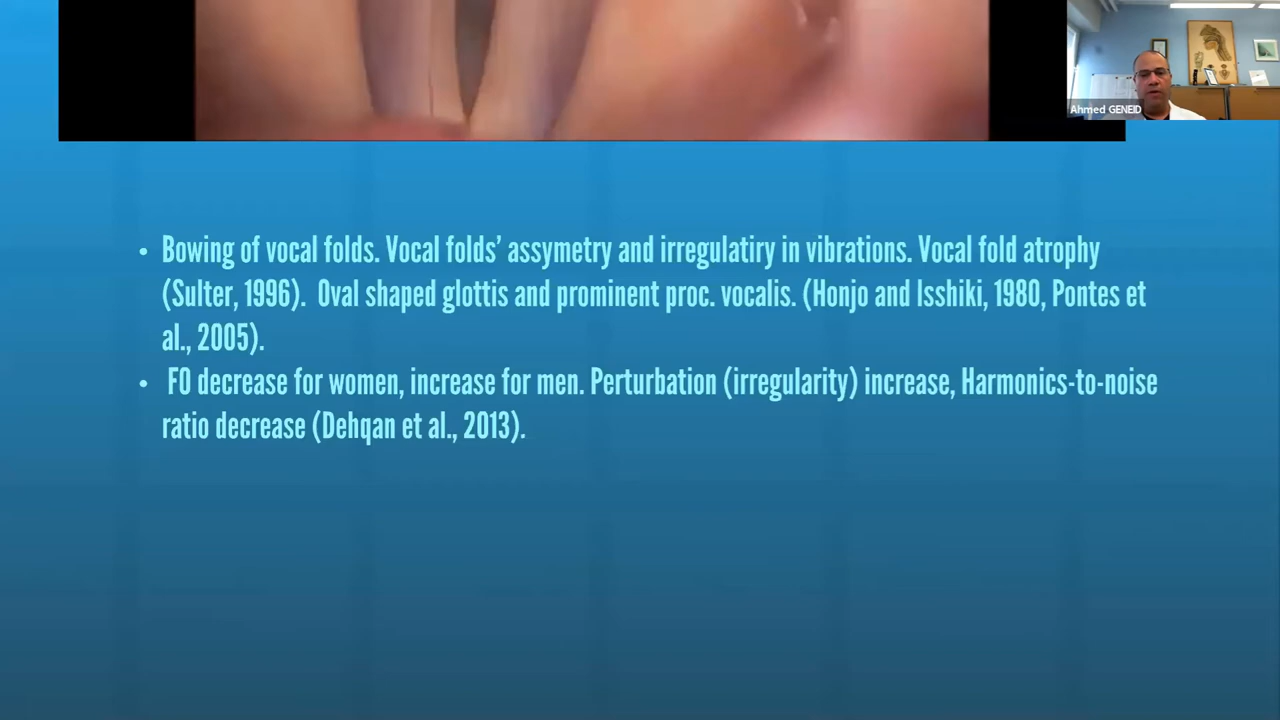 Ahmed GENEID
• Bowing of vocal folds. Vocal folds’ assymetry and irregulatiry in vibrations. Vocal fold atrophy
(Sulter, 1996).  Oval shaped glottis and prominent proc. vocalis. (Honjo and Isshiki, 1980, Pontes et
al., 2005).
• F0 decrease for women, increase for men. Perturbation (irregularity) increase, Harmonics-to-noise
ratio decrease (Dehqan et al., 2013).